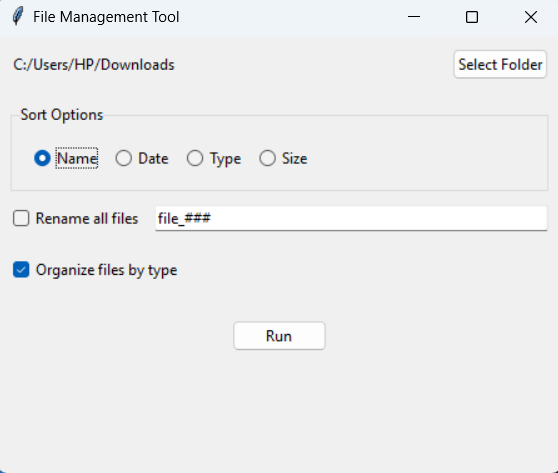 File Management Tool
C:/Users/HP/Downloads Select Folder
Sort Options
Name Date Type Size
Rename all files file_###
Organize files by type
Run